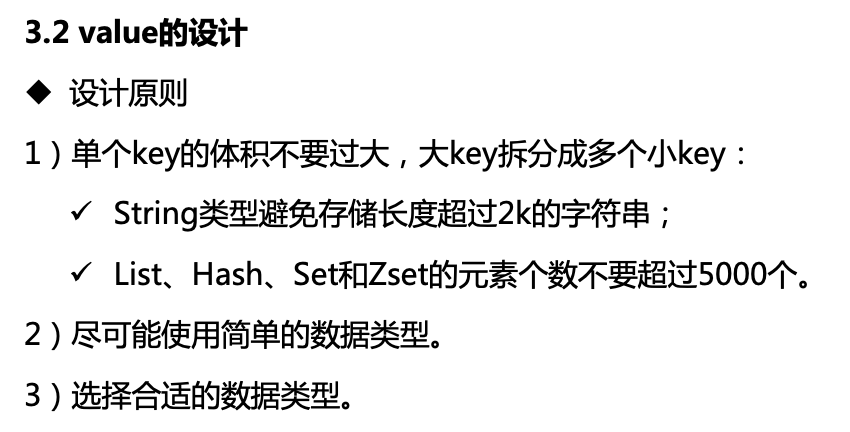 3.2 value的设计
◆ 设计原则
1）单个key的体积不要过大，大key拆分成多个小key：
✓ String类型避免存储长度超过2k的字符串；
✓ List、Hash、Set和Zset的元素个数不要超过5000个。
2）尽可能使用简单的数据类型。
3）选择合适的数据类型。